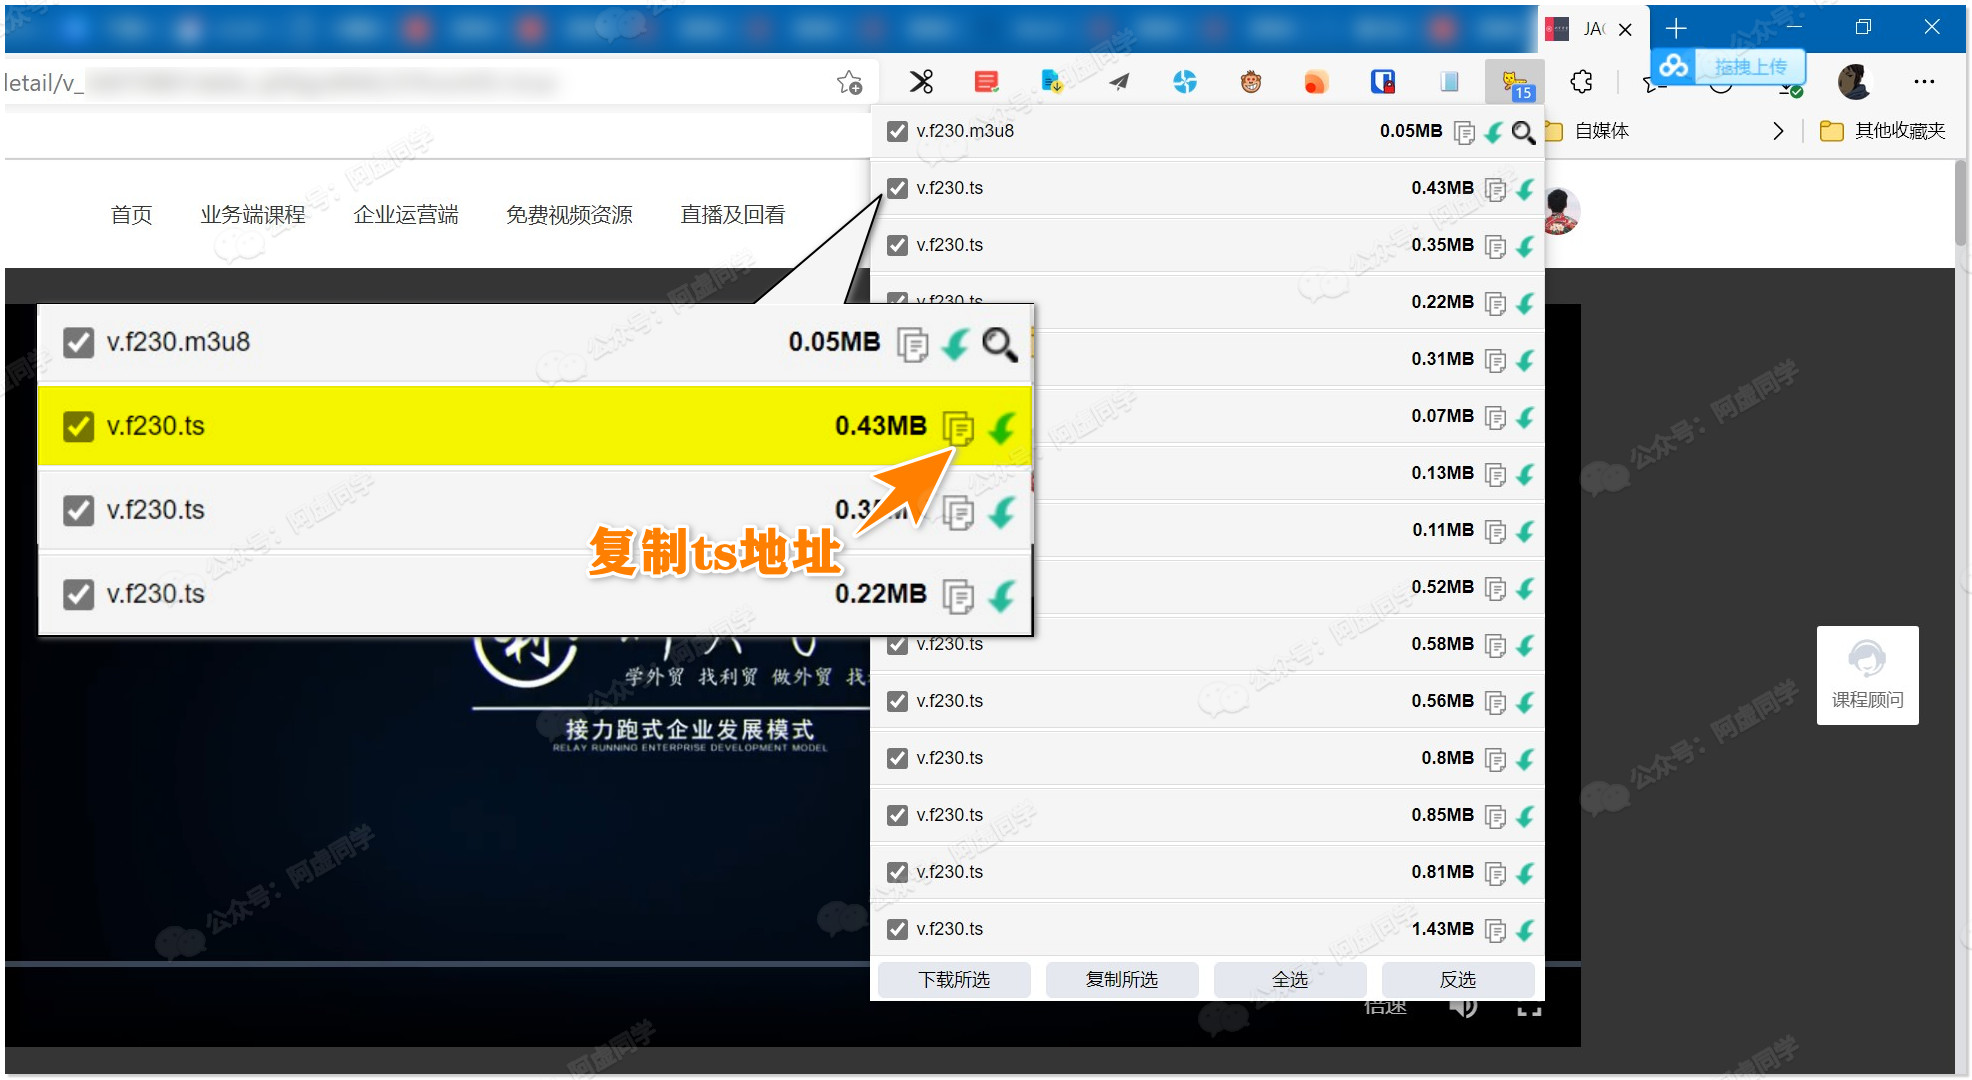 JA
拖拽上传
letail/v_
15
自媒体
其他收藏夹
首页
业务端课程
企业运营端
免费视频资源
直播及回看
v.f230.m3u8
0.05MB
v.f230.ts
0.43MB
v.f230.ts
0.35MB
v.f230.ts
0.22MB
0.31MB
0.07MB
0.13MB
0.11MB
0.52MB
v.f230.ts
0.58MB
v.f230.ts
0.56MB
v.f230.ts
0.8MB
v.f230.ts
0.85MB
v.f230.ts
0.81MB
v.f230.ts
1.43MB
下载所选
复制所选
全选
反选
v.f230.m3u8
0.05MB
v.f230.ts
0.43MB
v.f230.ts
v.f230.ts
0.22MB
复制ts地址
学外贸 找利贸 做外贸 找
接力跑式企业发展模式
RELAY RUNNING ENTERPRISE DEVELOPMENT MODEL
倍速
课程顾问
公众号：阿虚同学